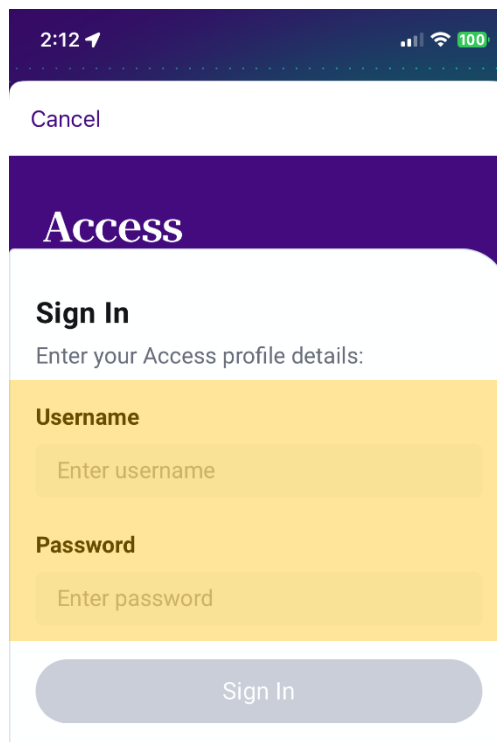 2:12
100
Cancel
Access
Sign In
Enter your Access profile details:
Username
Enter username
Password
Enter password
Sign In